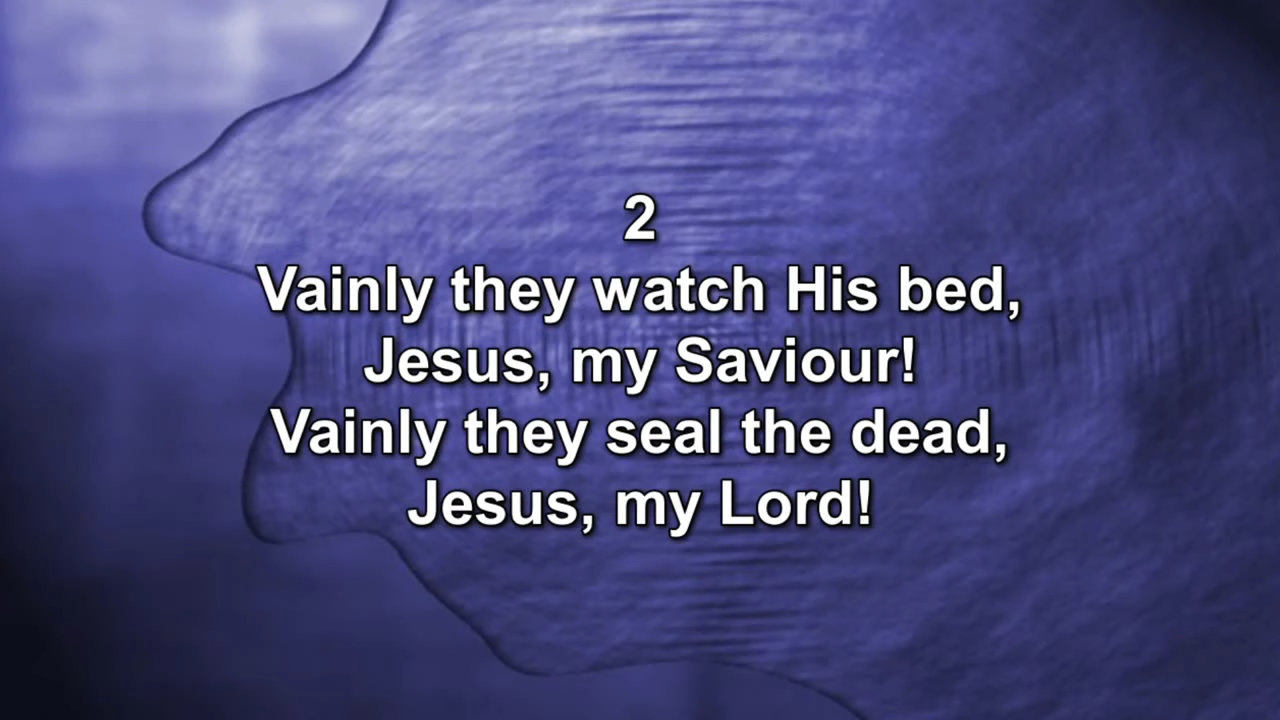 2
Vainly they watch His bed,
Jesus, my Saviour!
Vainly they seal the dead,
Jesus, my Lord!